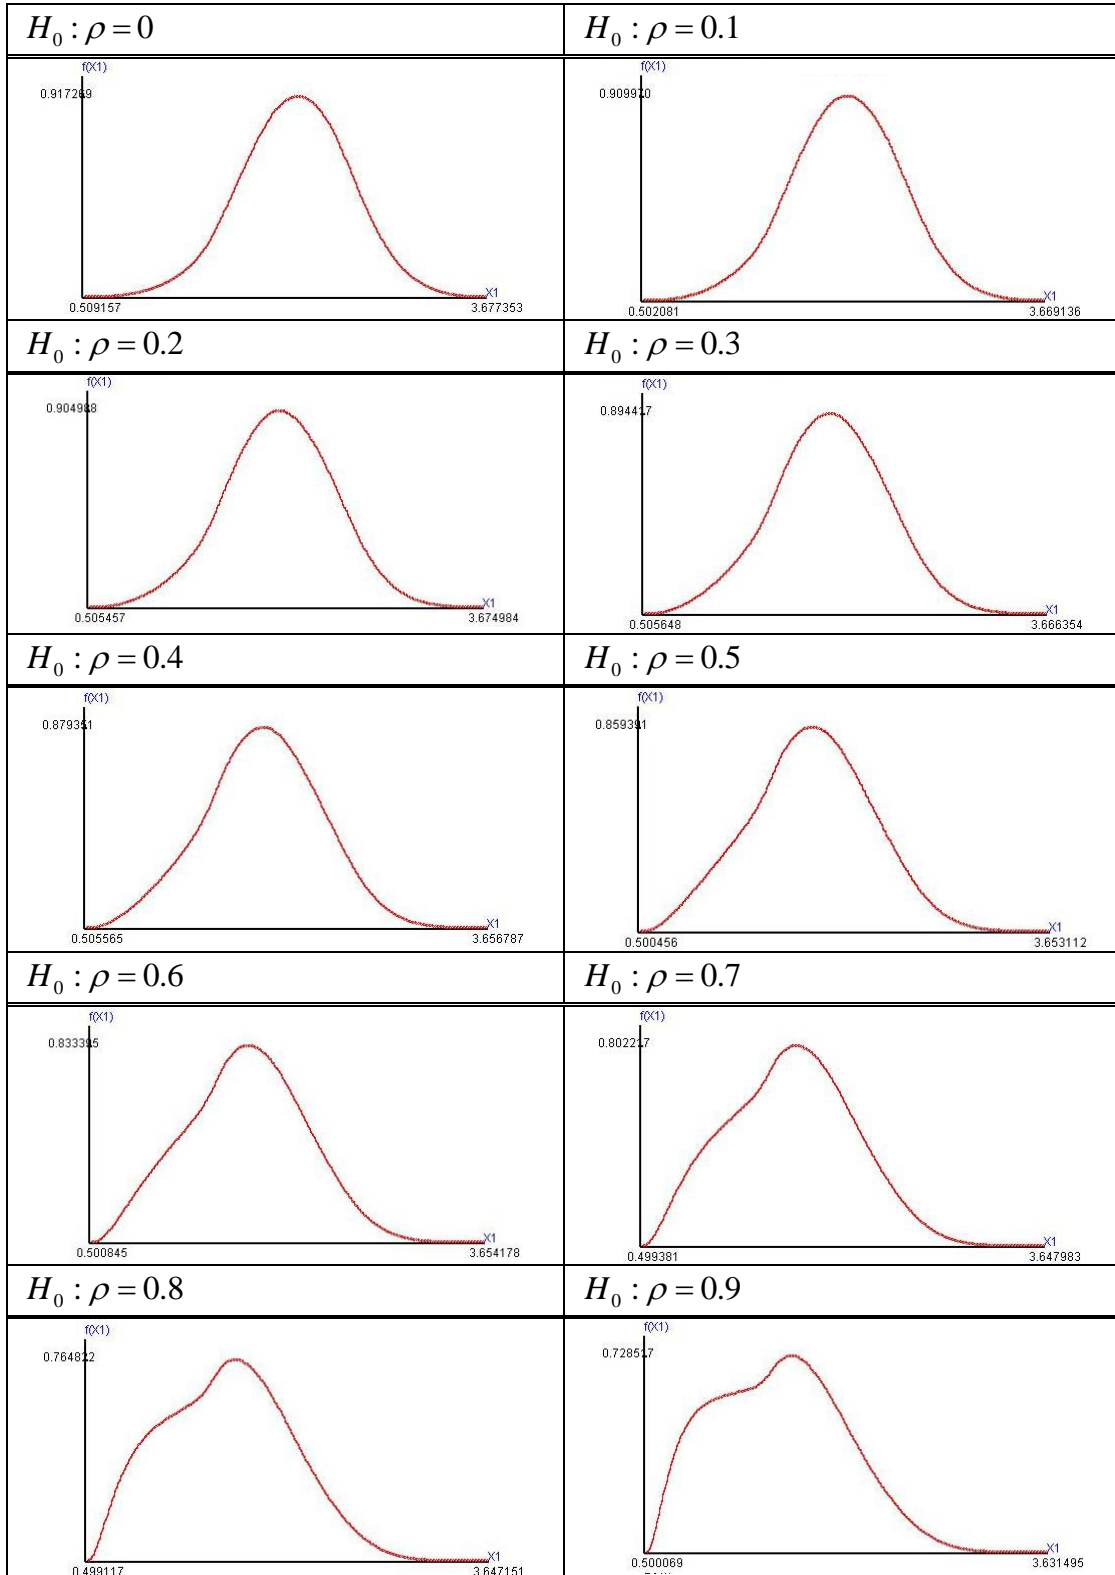 H₀ : ρ = 0
H₀ : ρ = 0.1
f(X1)
0.917269
X1
0.509157
3.677353
f(X1)
0.909970
X1
0.502081
3.669136
H₀ : ρ = 0.2
H₀ : ρ = 0.3
f(X1)
0.904988
X1
0.505457
3.674984
f(X1)
0.894417
X1
0.505648
3.666354
H₀ : ρ = 0.4
H₀ : ρ = 0.5
f(X1)
0.879351
X1
0.505565
3.656787
f(X1)
0.859391
X1
0.500456
3.653112
H₀ : ρ = 0.6
H₀ : ρ = 0.7
f(X1)
0.833395
X1
0.500845
3.654178
f(X1)
0.802217
X1
0.499381
3.647983
H₀ : ρ = 0.8
H₀ : ρ = 0.9
f(X1)
0.764822
X1
0.499117
3.647151
f(X1)
0.728517
X1
0.500069
3.631495